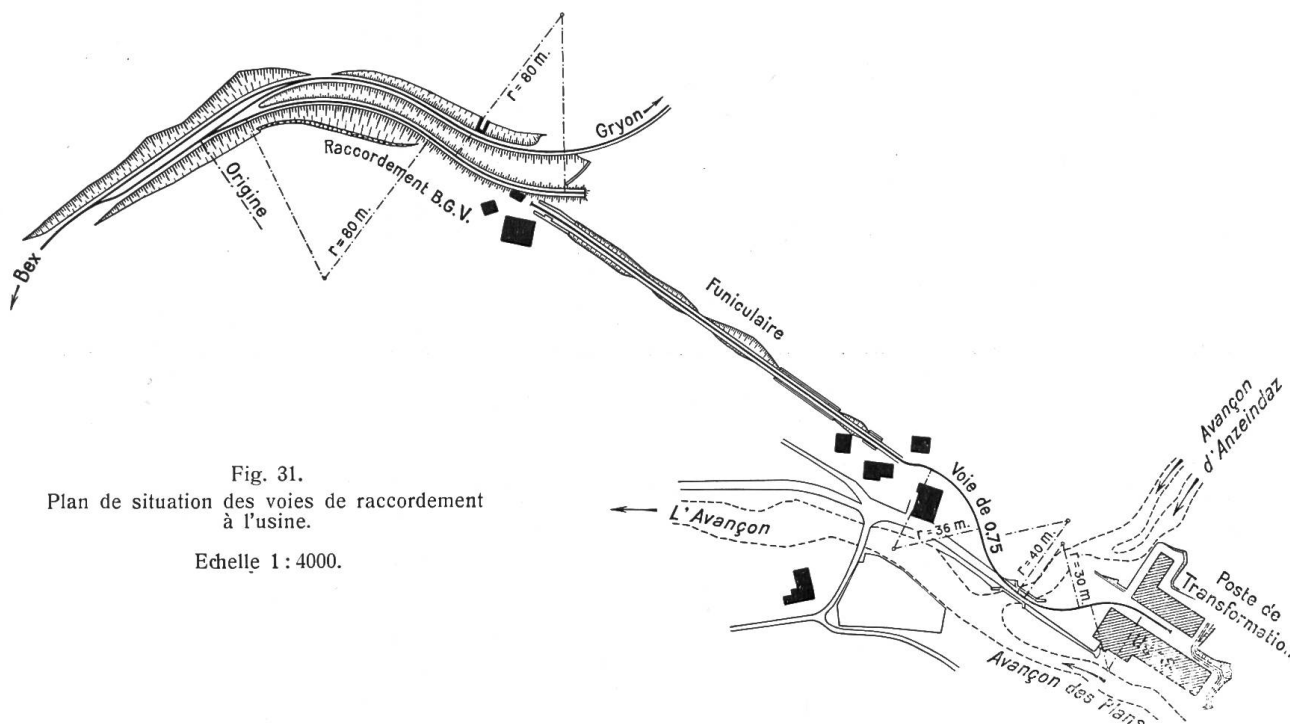 r = 80 m.
Gryon
Raccordement B.G.V.
Origine
r = 80 m.
Bex
Funiculaire
Avançon
d'Anzeindaz
Fig. 31.
Plan de situation des voies de raccordement
à l'usine.
Echelle 1 : 4000.
Voie de 0.75
L'Avançon
r = 36 m.
r = 40 m.
r = 30 m.
Poste de
Transformation
Avançon des Plans